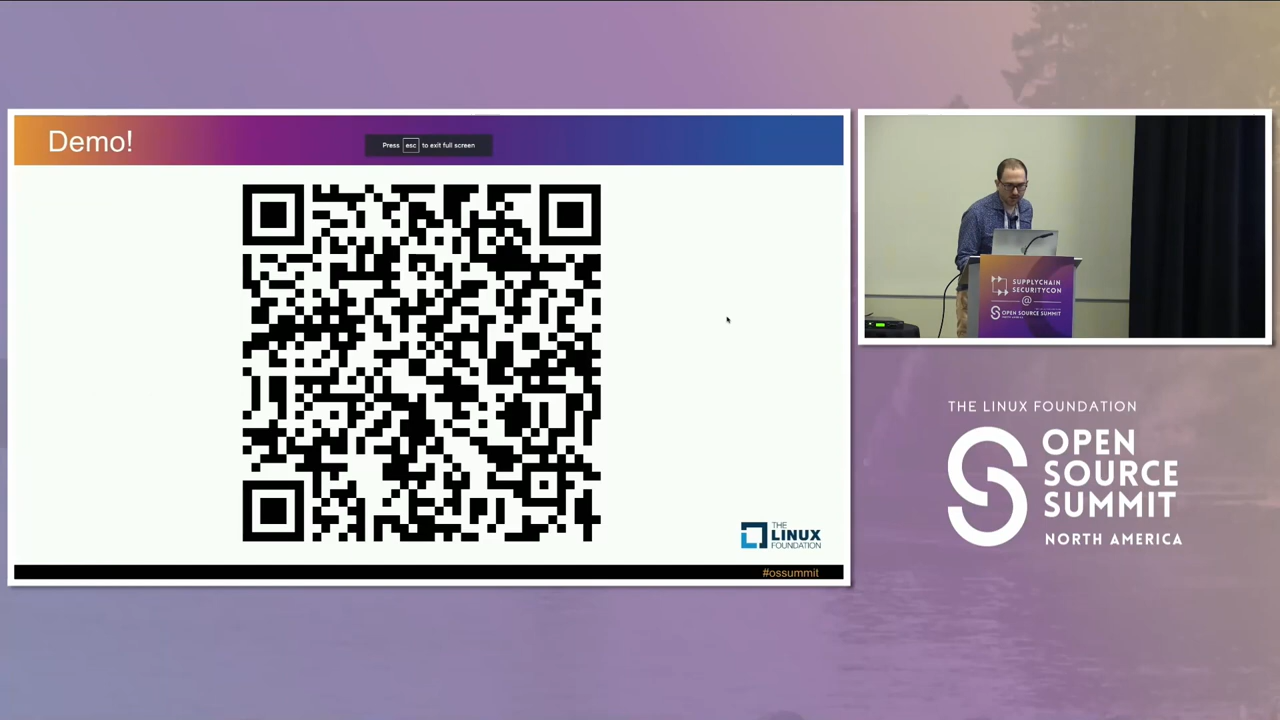 Demo!
Press esc to exit full screen
THE
LINUX
FOUNDATION
#ossummit
SUPPLYCHAIN
SECURITYCON
@
OPEN SOURCE SUMMIT
THE LINUX FOUNDATION
OPEN
SOURCE
SUMMIT
NORTH AMERICA